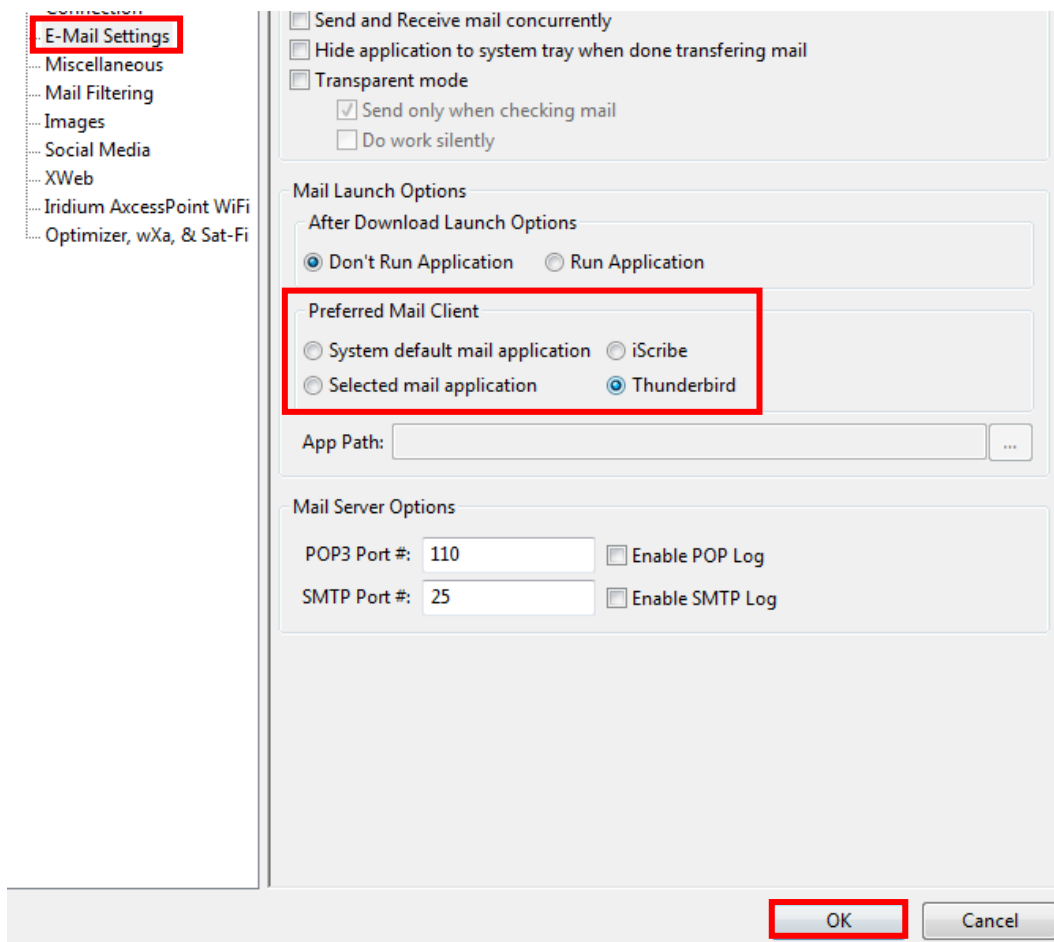 Connection
E-Mail Settings
Miscellaneous
Mail Filtering
Images
Social Media
XWeb
Iridium AxcessPoint WiFi
Optimizer, wXa, & Sat-Fi
Send and Receive mail concurrently
Hide application to system tray when done transfering mail
Transparent mode
Send only when checking mail
Do work silently
Mail Launch Options
After Download Launch Options
Don't Run Application Run Application
Preferred Mail Client
System default mail application iScribe
Selected mail application Thunderbird
App Path: ...
Mail Server Options
POP3 Port #: 110 Enable POP Log
SMTP Port #: 25 Enable SMTP Log
OK Cancel